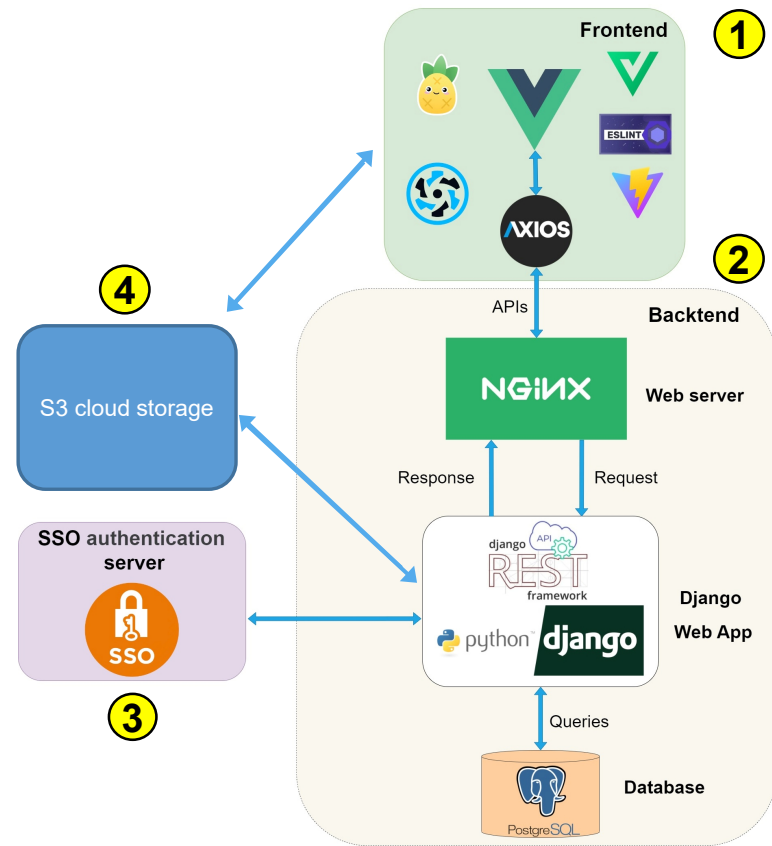 1
Frontend
ESLINT
AXIOS
2
APIs
Backtend
NGINX
Web server
4
S3 cloud storage
Response
Request
SSO authentication
server
SSO
3
django
API
REST
framework
python™
django
Django
Web App
Queries
PostgreSQL
Database